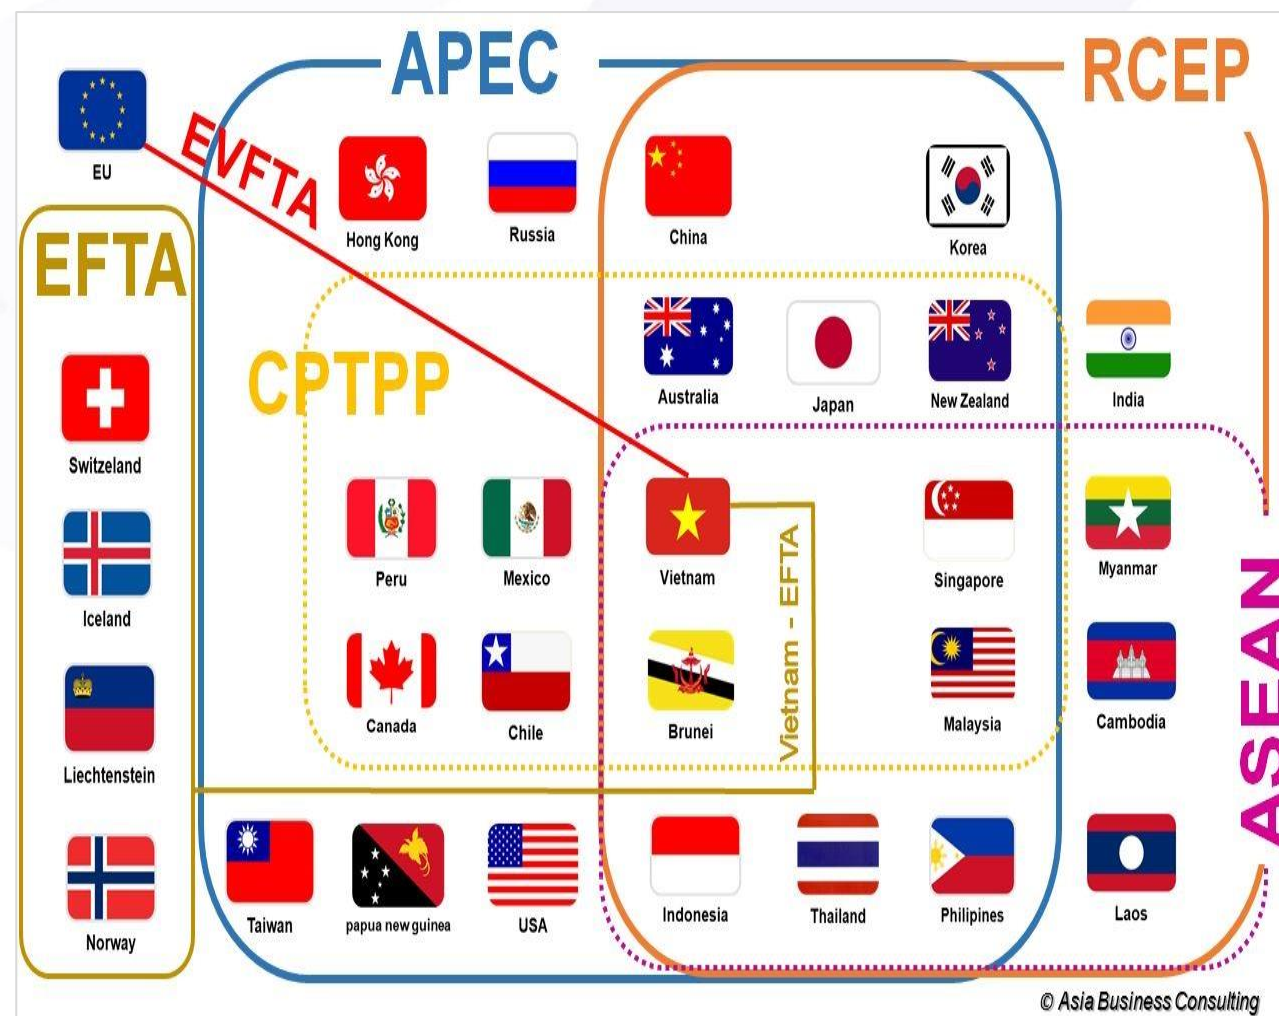 APEC
RCEP
EU
EVFTA
Hong Kong
Russia
China
Korea
EFTA
CPTPP
Australia
Japan
New Zealand
India
Switzeland
Iceland
Liechtenstein
Norway
Peru
Mexico
Vietnam
Singapore
Myanmar
Canada
Chile
Brunei
Vietnam - EFTA
Malaysia
Cambodia
ASEAN
Taiwan
papua new guinea
USA
Indonesia
Thailand
Philipines
Laos
© Asia Business Consulting